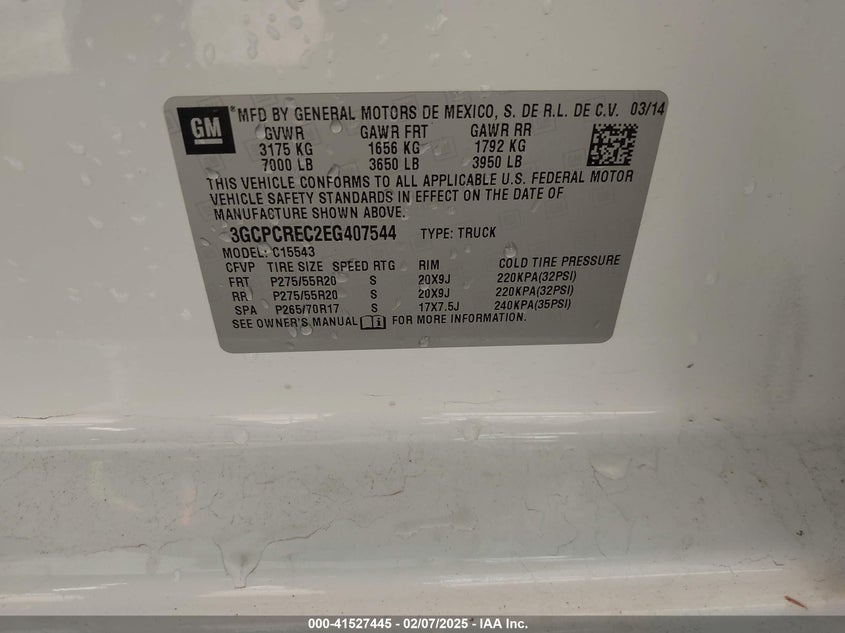 GM
®MFD BY GENERAL MOTORS DE MEXICO, S. DE R.L. DE C.V. 03/14
GVWR GAWR FRT GAWR RR
3175 KG 1656 KG 1792 KG
7000 LB 3650 LB 3950 LB
THIS VEHICLE CONFORMS TO ALL APPLICABLE U.S. FEDERAL MOTOR
VEHICLE SAFETY STANDARDS IN EFFECT ON THE DATE OF
MANUFACTURE SHOWN ABOVE.
3GCPCREC2EG407544 TYPE: TRUCK
MODEL: C15543
CFVP TIRE SIZE SPEED RTG RIM COLD TIRE PRESSURE
FRT P275/55R20 S 20X9J 220KPA(32PSI)
RR P275/55R20 S 20X9J 220KPA(32PSI)
SPA P265/70R17 S 17X7.5J 240KPA(35PSI)
SEE OWNER'S MANUAL FOR MORE INFORMATION.
000-41527445 - 02/07/2025 - IAA Inc.